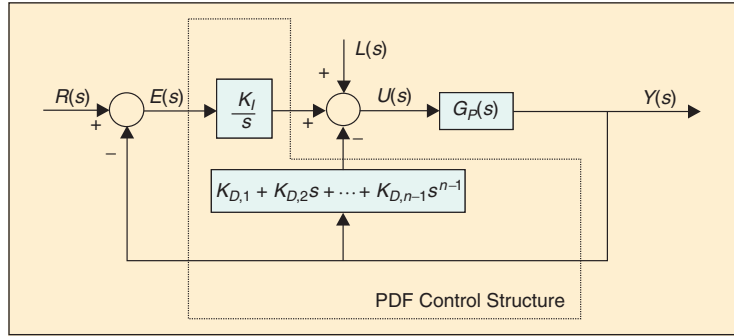 L(s)
R(s) E(s) K_I/s U(s) G_P(s) Y(s)
+ − + + −
K_{D,1} + K_{D,2}s + ⋯ + K_{D,n−1}s^{n−1}
PDF Control Structure